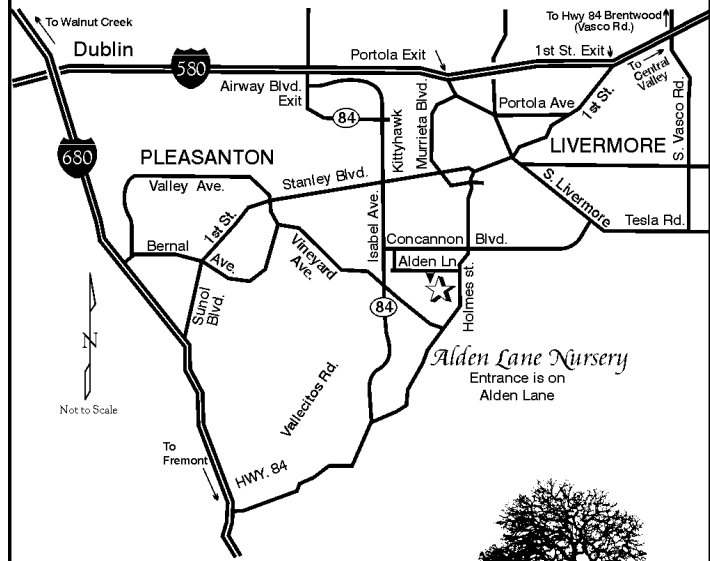 To Walnut Creek
To Hwy 84 Brentwood
(Vasco Rd.)
Dublin
580
Portola Exit
1st St. Exit
To
Central
Valley
Airway Blvd.
Exit
84
Kittyhawk
Murrieta Blvd.
Portola Ave
1st St.
S. Vasco Rd.
680
PLEASANTON
LIVERMORE
Valley Ave.
Stanley Blvd.
S. Livermore
1st St.
Isabel Ave.
Tesla Rd.
Bernal
Ave.
Vineyard
Ave.
Concannon Blvd.
Alden Ln.
Holmes st.
Sunol
Blvd.
84
N
Not to Scale
Alden Lane Nursery
Entrance is on
Alden Lane
Vallecitos Rd.
To
Fremont
HWY. 84